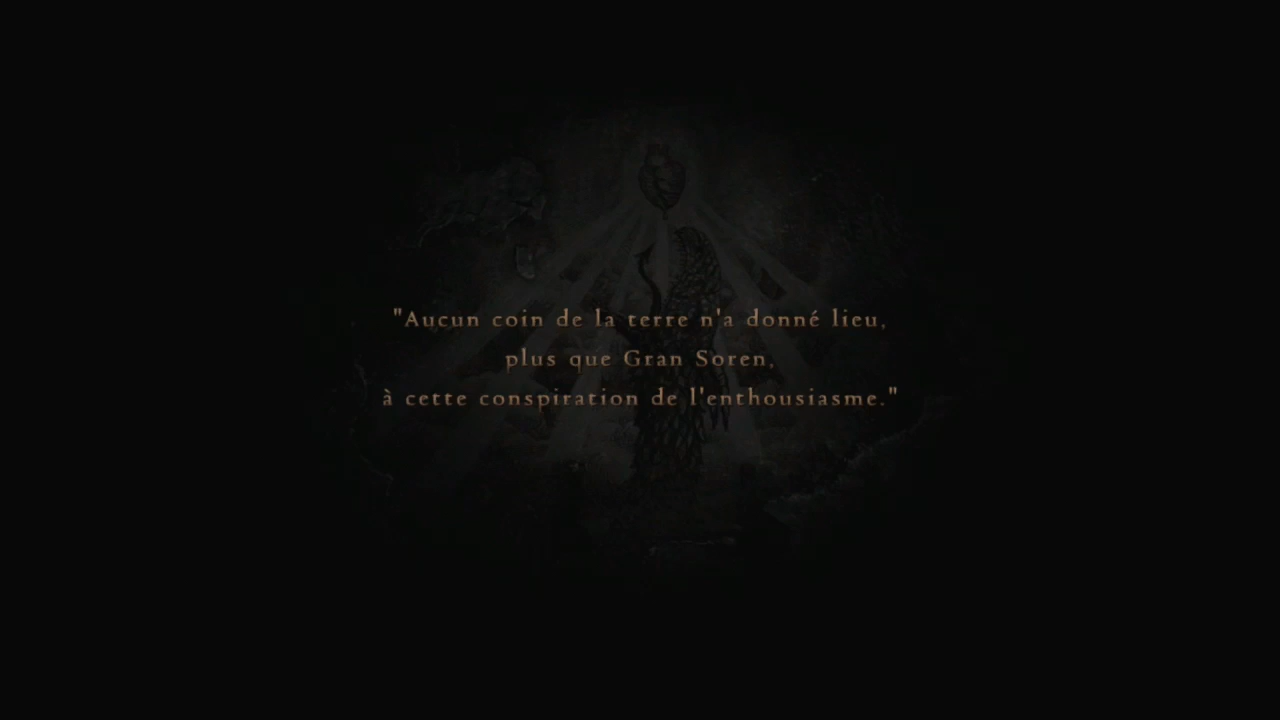 "Aucun coin de la terre n'a donné lieu,
plus que Gran Soren,
à cette conspiration de l'enthousiasme."